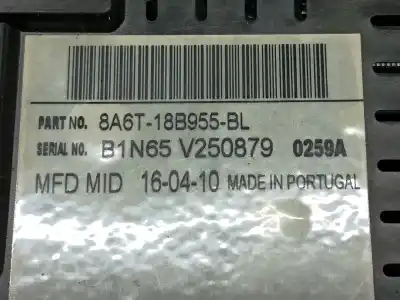 PART NO. 8A6T-18B955-BL
SERIAL NO. B1N65 V250879 0259A
MFD MID 16-04-10 MADE IN PORTUGAL